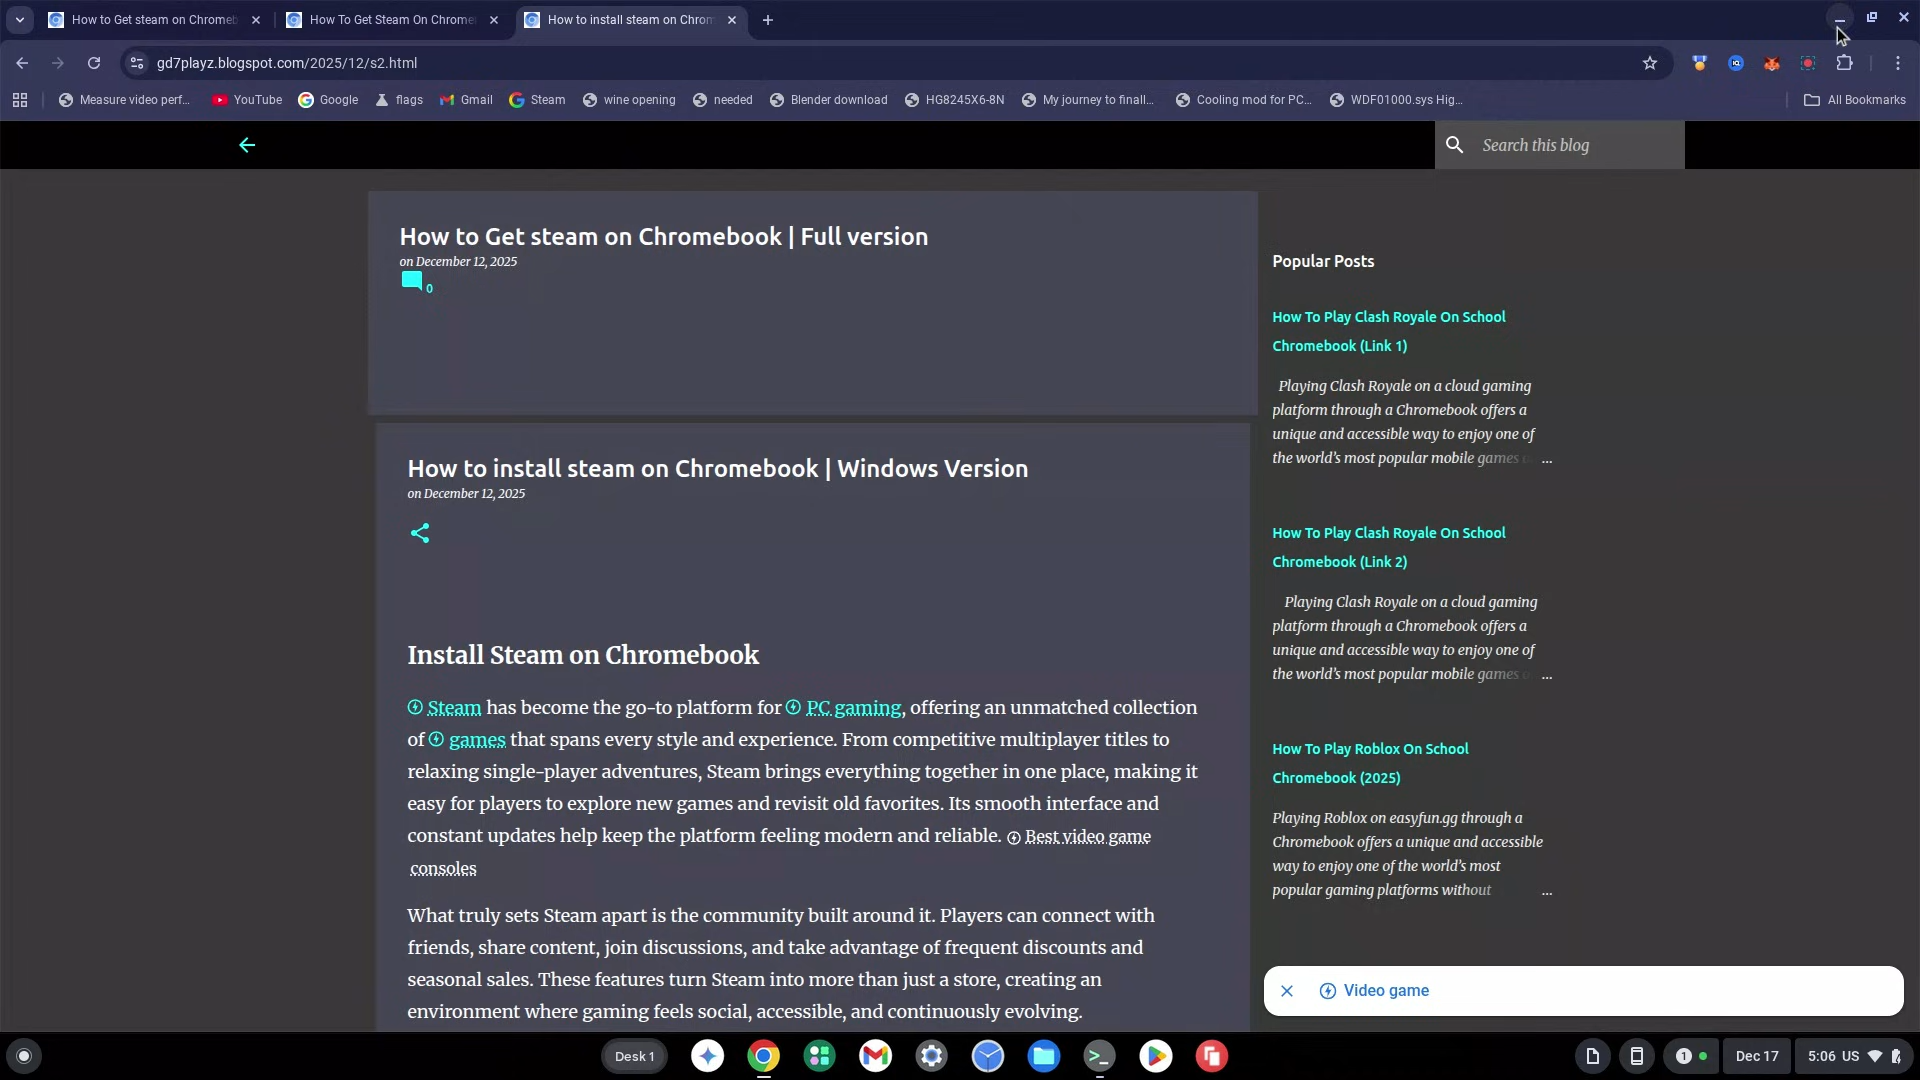 How to Get steam on Chromeb
How To Get Steam On Chrome
How to install steam on Chrom
gd7playz.blogspot.com/2025/12/s2.html
Measure video perf...
YouTube
Google
flags
Gmail
Steam
wine opening
needed
Blender download
HG8245X6-8N
My journey to finall...
Cooling mod for PC...
WDF01000.sys Hig...
All Bookmarks
Search this blog
How to Get steam on Chromebook | Full version
on December 12, 2025
0
How to install steam on Chromebook | Windows Version
on December 12, 2025
Install Steam on Chromebook
Steam has become the go-to platform for PC gaming, offering an unmatched collection
of games that spans every style and experience. From competitive multiplayer titles to
relaxing single-player adventures, Steam brings everything together in one place, making it
easy for players to explore new games and revisit old favorites. Its smooth interface and
constant updates help keep the platform feeling modern and reliable. Best video game
consoles
What truly sets Steam apart is the community built around it. Players can connect with
friends, share content, join discussions, and take advantage of frequent discounts and
seasonal sales. These features turn Steam into more than just a store, creating an
environment where gaming feels social, accessible, and continuously evolving.
Popular Posts
How To Play Clash Royale On School
Chromebook (Link 1)
Playing Clash Royale on a cloud gaming
platform through a Chromebook offers a
unique and accessible way to enjoy one of
the world's most popular mobile games ...
How To Play Clash Royale On School
Chromebook (Link 2)
Playing Clash Royale on a cloud gaming
platform through a Chromebook offers a
unique and accessible way to enjoy one of
the world's most popular mobile games ...
How To Play Roblox On School
Chromebook (2025)
Playing Roblox on easyfun.gg through a
Chromebook offers a unique and accessible
way to enjoy one of the world's most
popular gaming platforms without ...
Video game
Desk 1
1
Dec 17
5:06 US